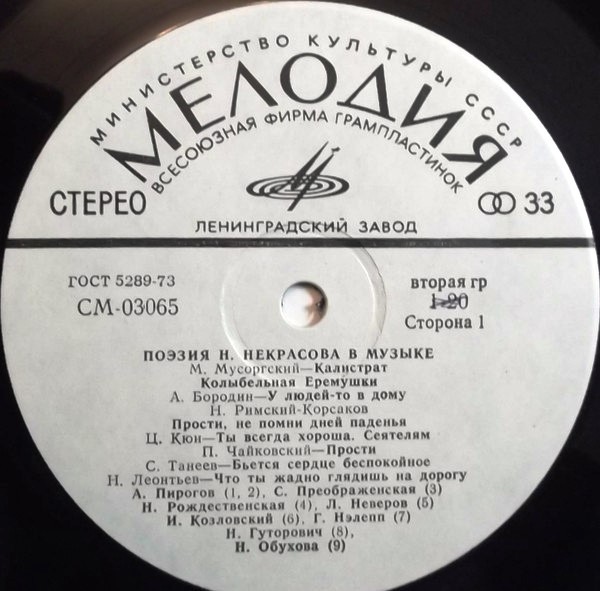 МИНИСТЕРСТВО КУЛЬТУРЫ СССР
МЕЛОДИЯ
ВСЕСОЮЗНАЯ ФИРМА ГРАМПЛАСТИНОК
СТЕРЕО
33
ЛЕНИНГРАДСКИЙ ЗАВОД
ГОСТ 5289-73
вторая гр
СМ-03065
1-20
Сторона 1
ПОЭЗИЯ Н. НЕКРАСОВА В МУЗЫКЕ
М. Мусоргский—Калистрат
Колыбельная Еремушки
А. Бородин—У людей-то в дому
Н. Римский-Корсаков
Прости, не помни дней паденья
Ц. Кюи—Ты всегда хороша. Сеятелям
П. Чайковский—Прости
С. Танеев—Бьется сердце беспокойное
Н. Леонтьев—Что ты жадно глядишь на дорогу
А. Пирогов (1, 2), С. Преображенская (3)
Н. Рождественская (4), Л. Неверов (5)
И. Козловский (6), Г. Нэлепп (7)
Н. Гуторович (8),
Н. Обухова (9)